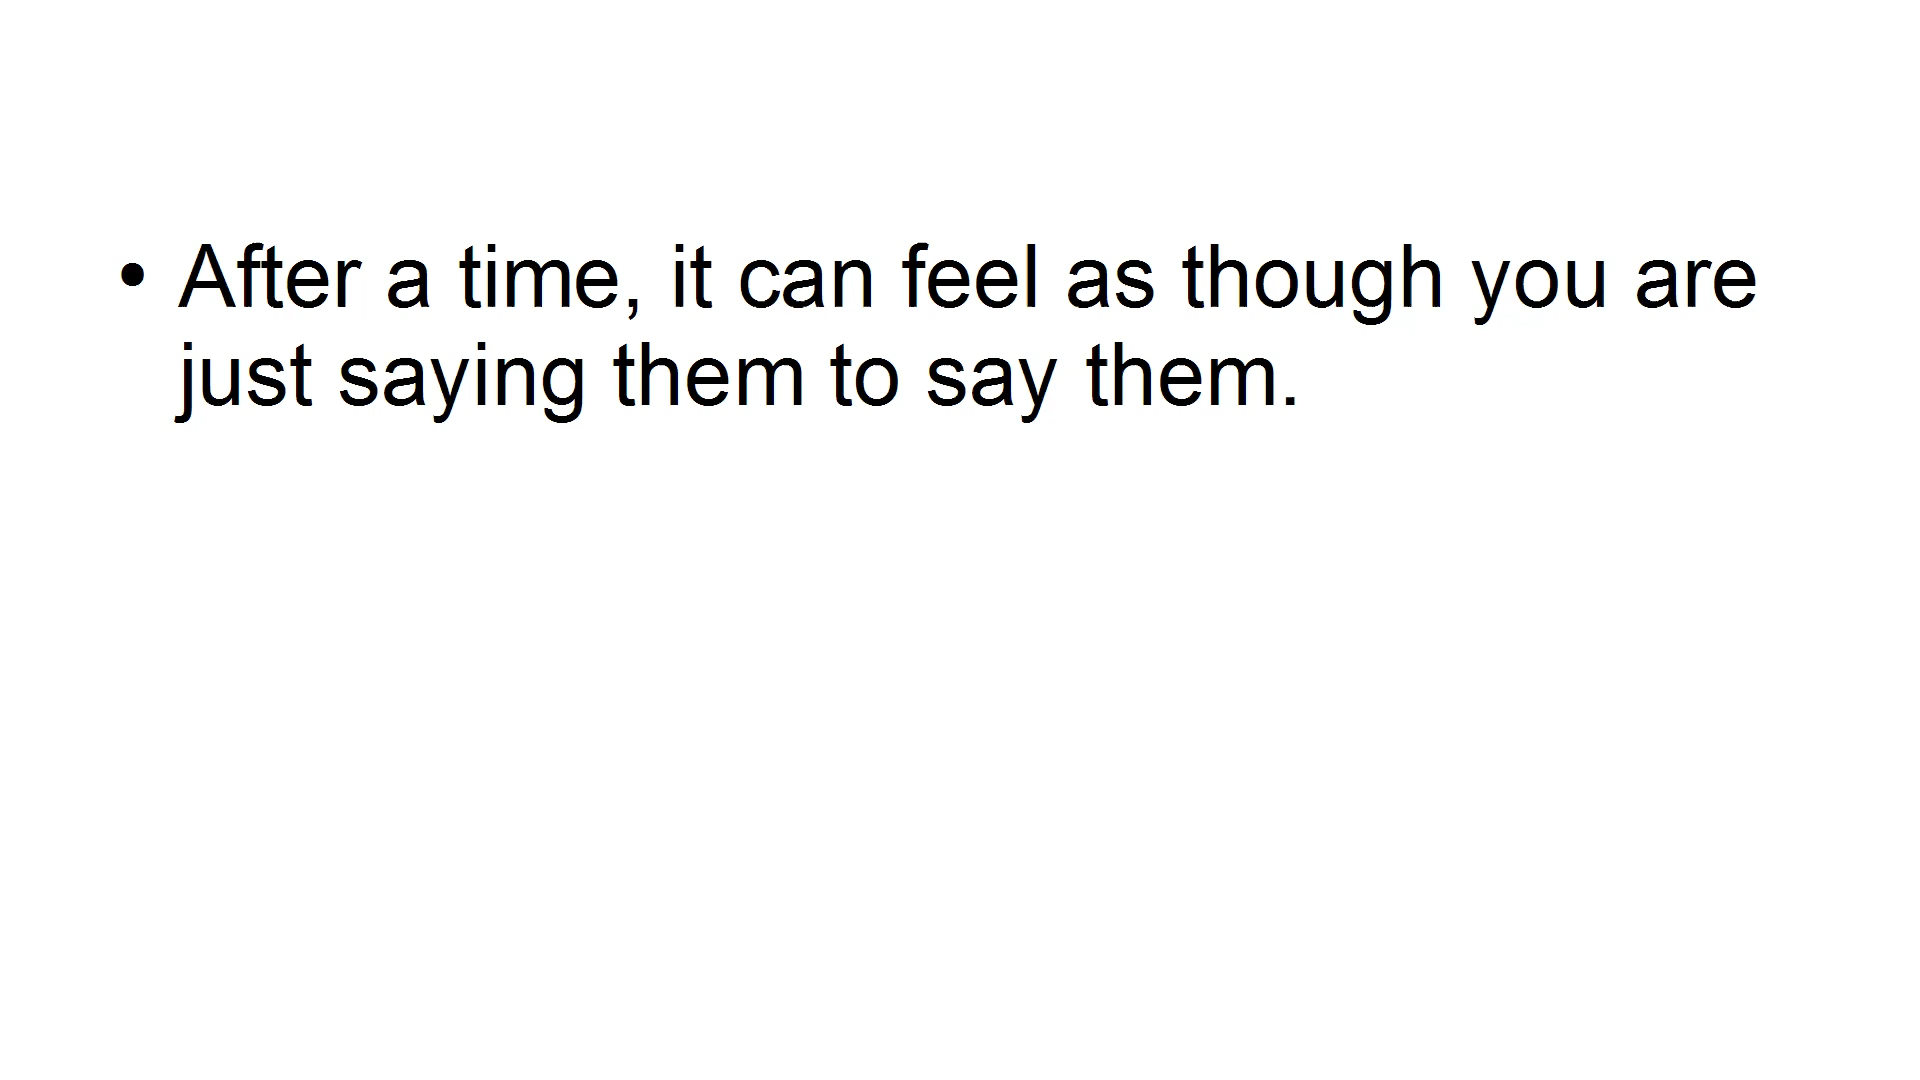 • After a time, it can feel as though you are
just saying them to say them.